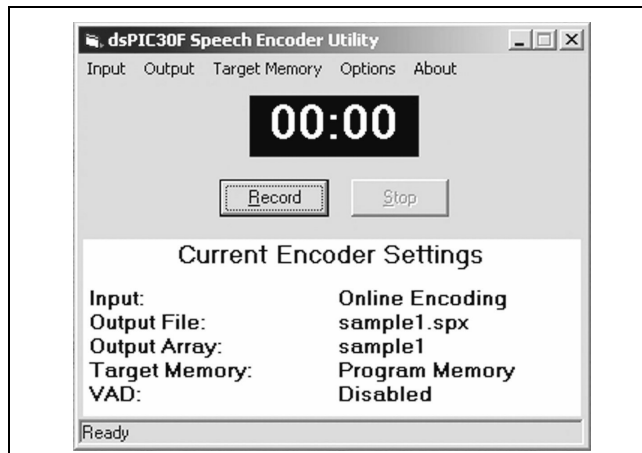 dsPIC30F Speech Encoder Utility
Input Output Target Memory Options About
00:00
Record Stop
Current Encoder Settings
Input: Online Encoding
Output File: sample1.spx
Output Array: sample1
Target Memory: Program Memory
VAD: Disabled
Ready